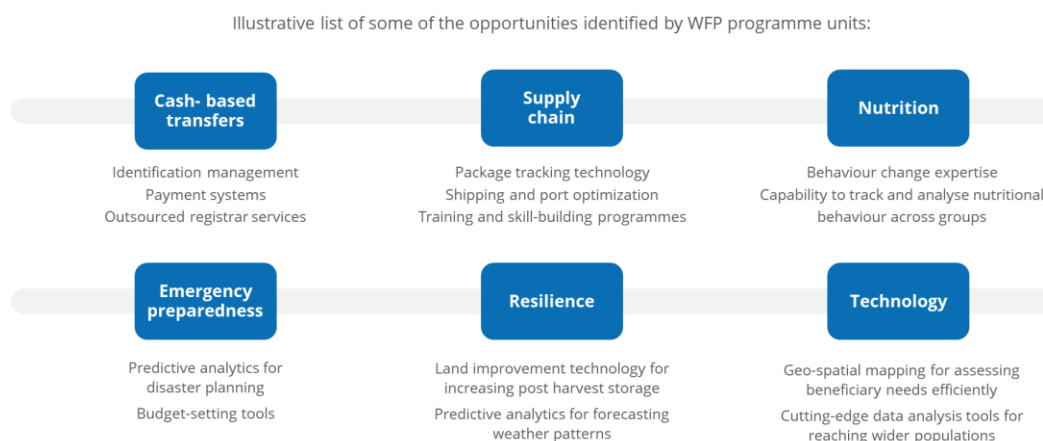 Illustrative list of some of the opportunities identified by WFP programme units:
Cash- based
transfers
Identification management
Payment systems
Outsourced registrar services
Supply
chain
Package tracking technology
Shipping and port optimization
Training and skill-building programmes
Nutrition
Behaviour change expertise
Capability to track and analyse nutritional
behaviour across groups
Emergency
preparedness
Predictive analytics for
disaster planning
Budget-setting tools
Resilience
Land improvement technology for
increasing post harvest storage
Predictive analytics for forecasting
weather patterns
Technology
Geo-spatial mapping for assessing
beneficiary needs efficiently
Cutting-edge data analysis tools for
reaching wider populations